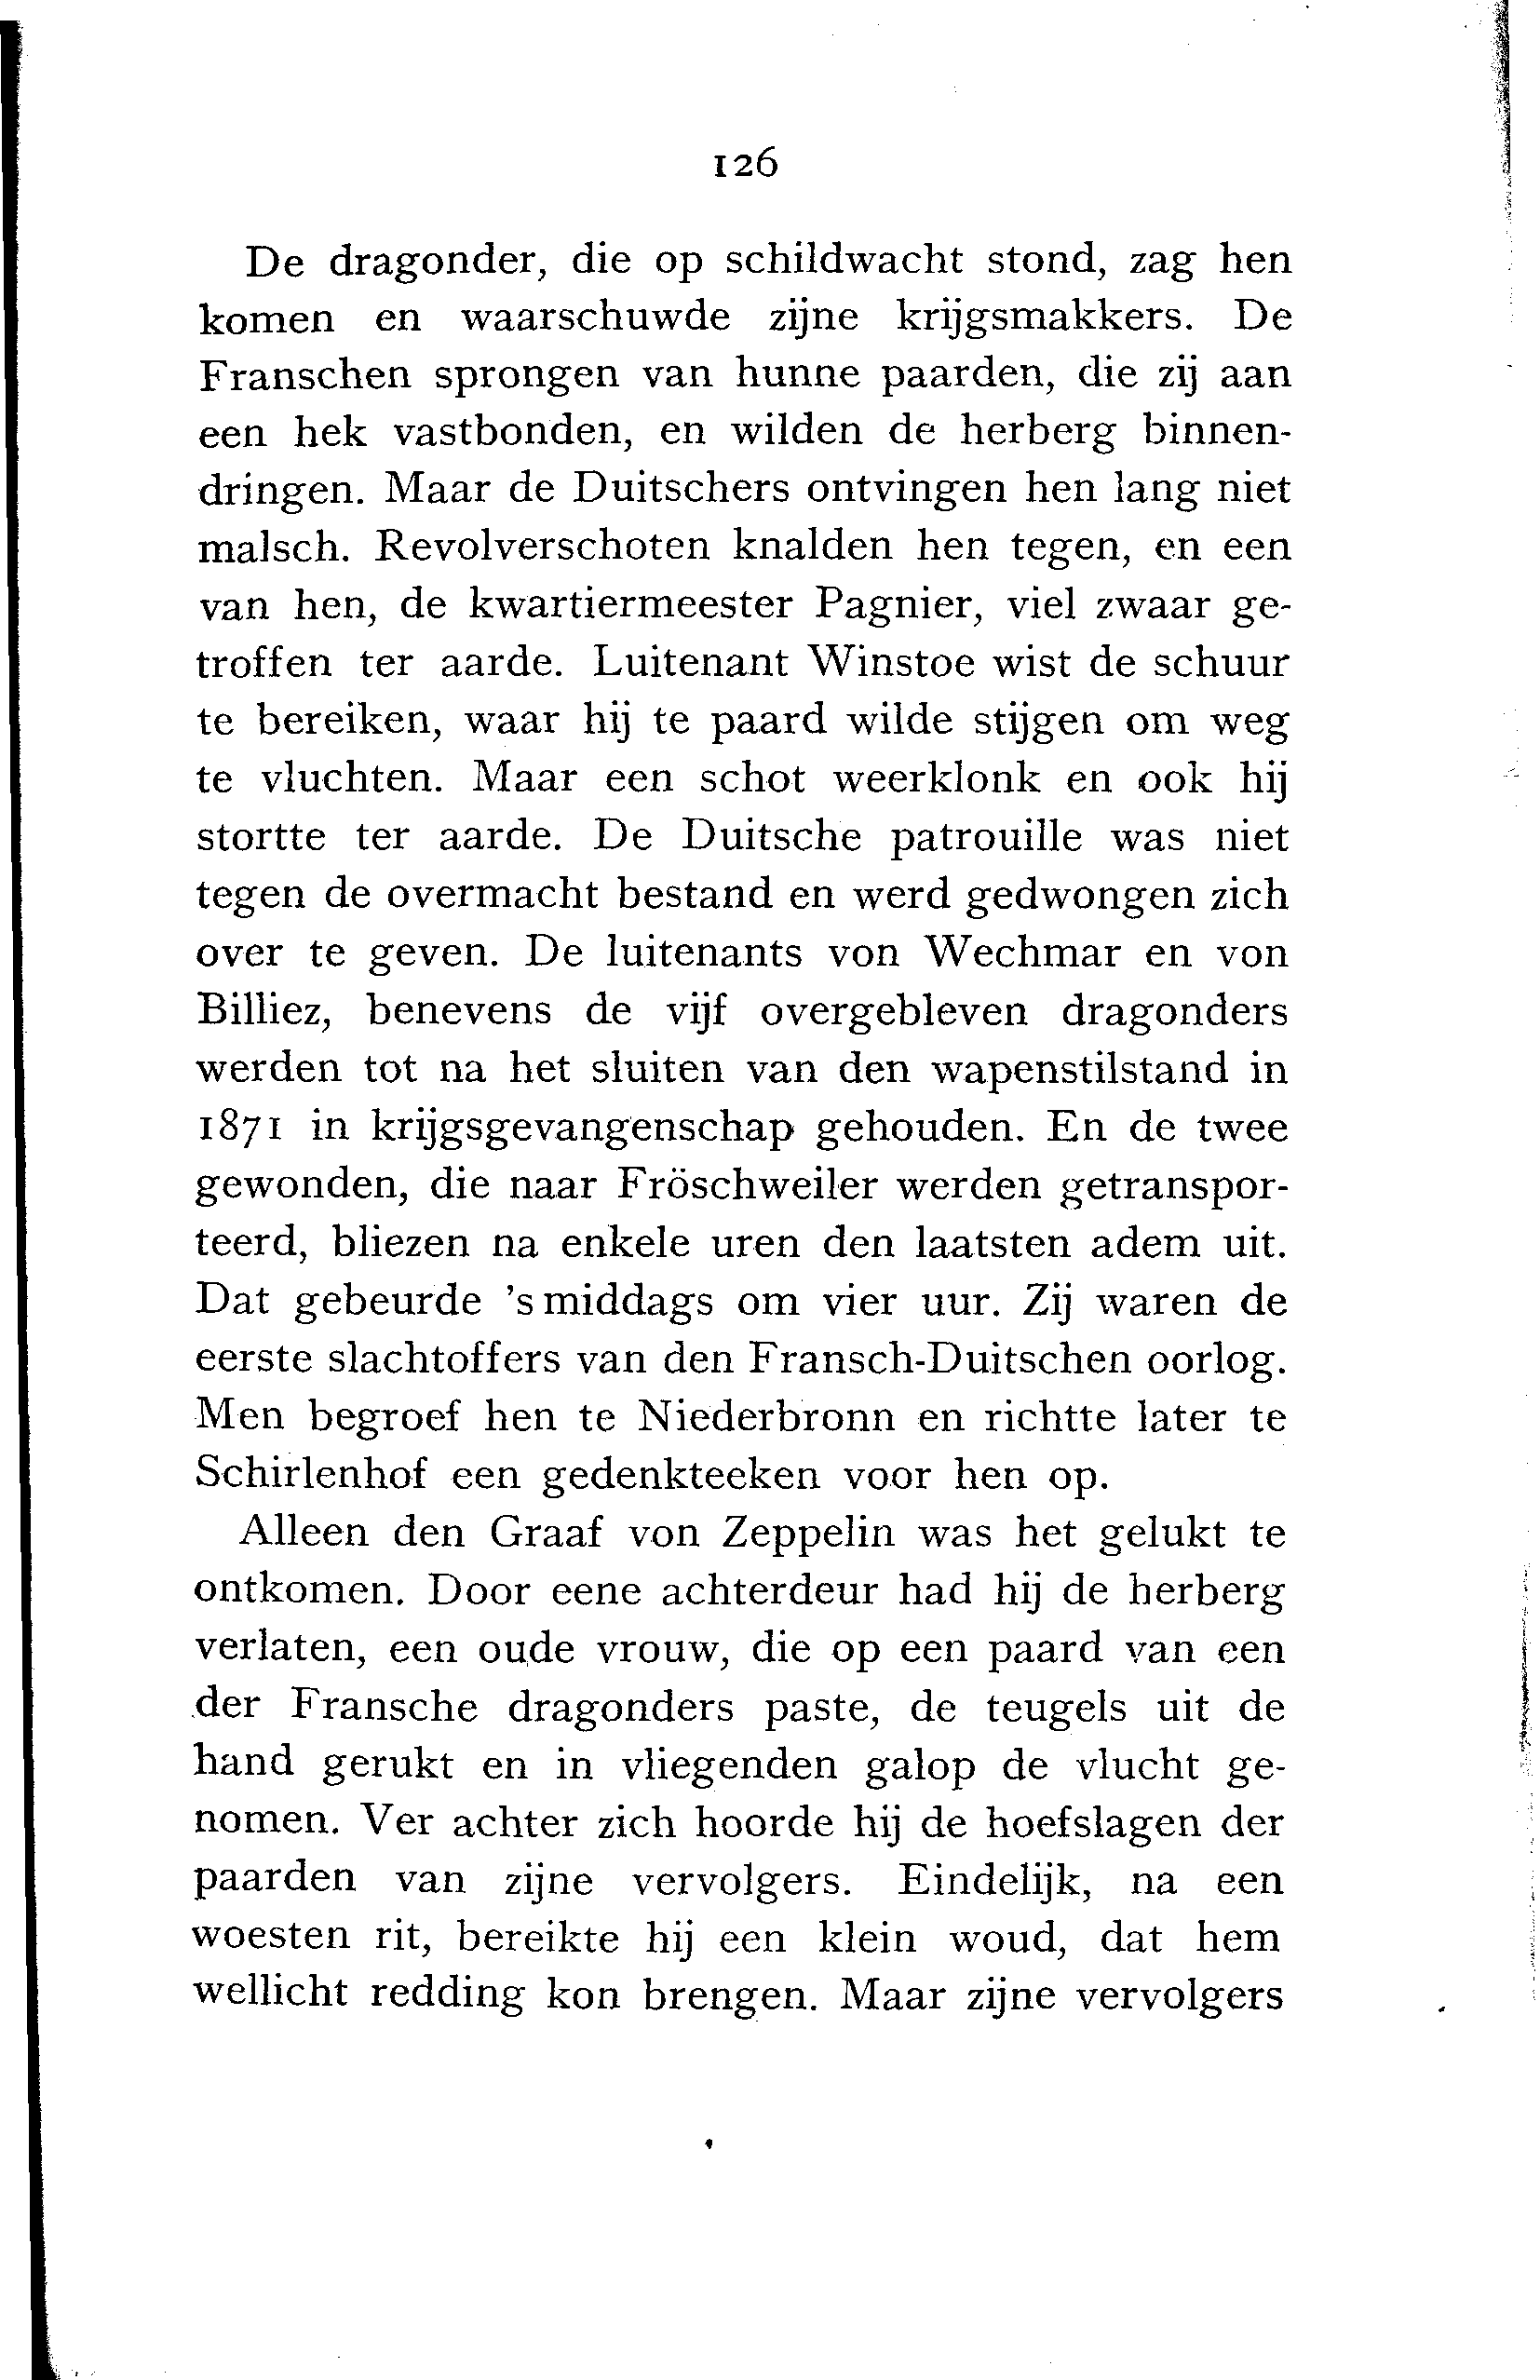 126
De dragonder, die op schildwacht stond, zag hen
komen en waarschuwde zijne krijgsmakkers. De
Franschen sprongen van hunne paarden, die zij aan
een hek vastbonden, en wilden de herberg binnen-
dringen. Maar de Duitschers ontvingen hen lang niet
malsch. Revolverschoten knalden hen tegen, en een
van hen, de kwartiermeester Pagnier, viel zwaar ge-
troffen ter aarde. Luitenant Winstoe wist de schuur
te bereiken, waar hij te paard wilde stijgen om weg
te vluchten. Maar een schot weerklonk en ook hij
stortte ter aarde. De Duitsche patrouille was niet
tegen de overmacht bestand en werd gedwongen zich
over te geven. De luitenants von Wechmar en von
Billiez, benevens de vijf overgebleven dragonders
werden tot na het sluiten van den wapenstilstand in
1871 in krijgsgevangenschap gehouden. En de twee
gewonden, die naar Fröschweiler werden getranspor-
teerd, bliezen na enkele uren den laatsten adem uit.
Dat gebeurde 's middags om vier uur. Zij waren de
eerste slachtoffers van den Fransch-Duitschen oorlog.
Men begroef hen te Niederbronn en richtte later te
Schirlenhof een gedenkteeken voor hen op.
Alleen den Graaf von Zeppelin was het gelukt te
ontkomen. Door eene achterdeur had hij de herberg
verlaten, een oude vrouw, die op een paard van een
der Fransche dragonders paste, de teugels uit de
hand gerukt en in vliegenden galop de vlucht ge-
nomen. Ver achter zich hoorde hij de hoefslagen der
paarden van zijne vervolgers. Eindelijk, na een
woesten rit, bereikte hij een klein woud, dat hem
wellicht redding kon brengen. Maar zijne vervolgers